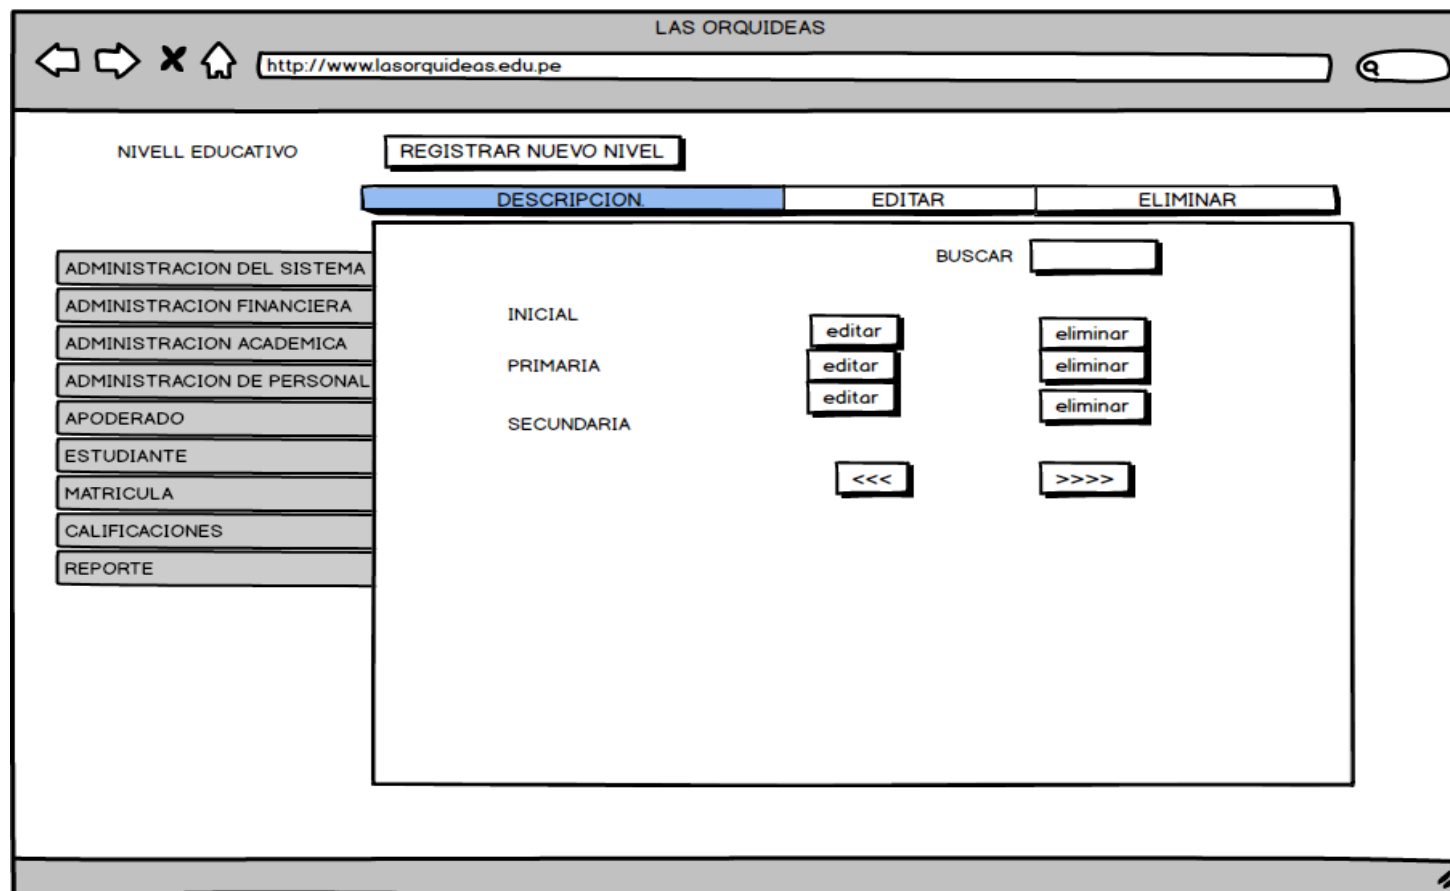 LAS ORQUIDEAS
http://www.lasorquideas.edu.pe
NIVELL EDUCATIVO REGISTRAR NUEVO NIVEL
DESCRIPCION. EDITAR ELIMINAR
ADMINISTRACION DEL SISTEMA
ADMINISTRACION FINANCIERA
ADMINISTRACION ACADEMICA
ADMINISTRACION DE PERSONAL
APODERADO
ESTUDIANTE
MATRICULA
CALIFICACIONES
REPORTE
BUSCAR
INICIAL editar eliminar
PRIMARIA editar eliminar
SECUNDARIA editar eliminar
<<< >>>>